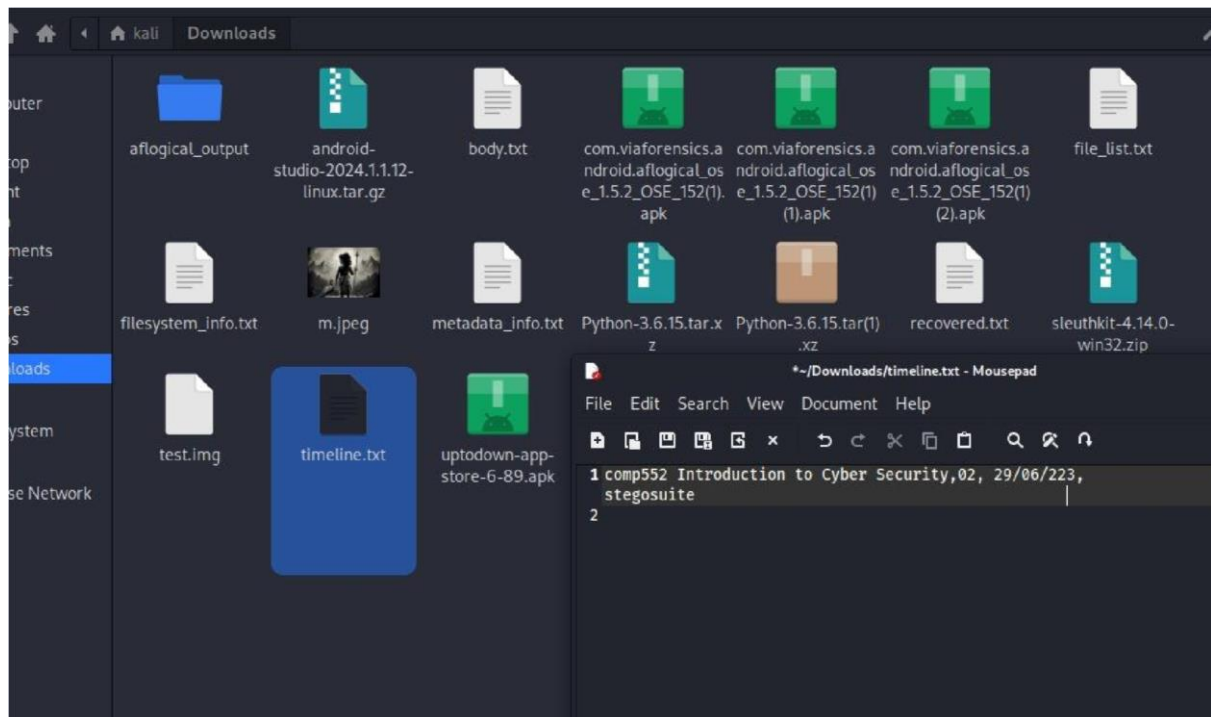 kali Downloads
puter
top
nt
ments
res
os
loads
ystem
se Network
aflogical_output
android-
studio-2024.1.1.12-
linux.tar.gz
body.txt
com.viaforensics.a
ndroid.aflogical_os
e_1.5.2_OSE_152(1).
apk
com.viaforensics.a
ndroid.aflogical_os
e_1.5.2_OSE_152(1)
(1).apk
com.viaforensics.a
ndroid.aflogical_os
e_1.5.2_OSE_152(1)
(2).apk
file_list.txt
filesystem_info.txt
m.jpeg
metadata_info.txt
Python-3.6.15.tar.x
z
Python-3.6.15.tar(1)
.xz
recovered.txt
sleuthkit-4.14.0-
win32.zip
test.img
timeline.txt
uptodown-app-
store-6-89.apk
*~/Downloads/timeline.txt - Mousepad
File Edit Search View Document Help
1 comp552 Introduction to Cyber Security,02, 29/06/223,
stegosuite
2